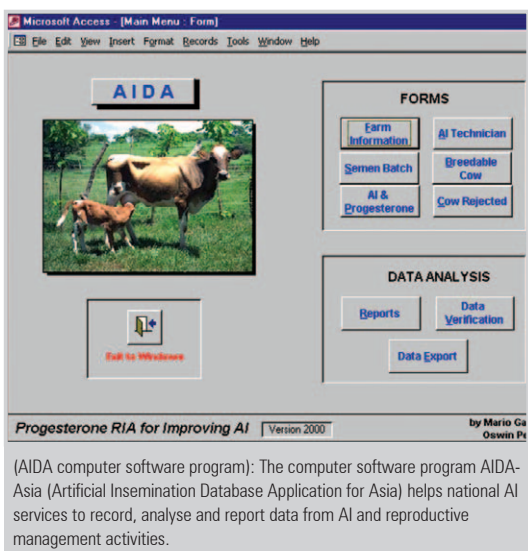 Microsoft Access - [Main Menu : Form]
File Edit View Insert Format Records Tools Window Help
AIDA
FORMS
Farm Information
AI Technician
Semen Batch
Breedable Cow
AI & Progesterone
Cow Rejected
DATA ANALYSIS
Reports
Data Verification
Data Export
Exit to Windows
Progesterone RIA for Improving AI
Version 2000
by Mario
Oswin
(AIDA computer software program): The computer software program AIDA-
Asia (Artificial Insemination Database Application for Asia) helps national AI
services to record, analyse and report data from AI and reproductive
management activities.